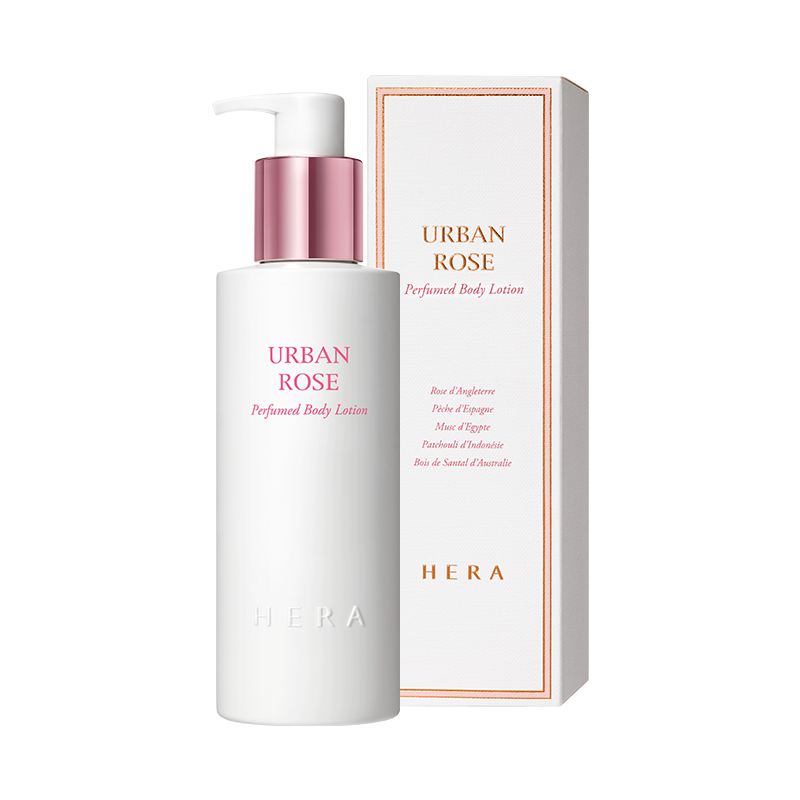 URBAN
ROSE
Perfumed Body Lotion
HERA
URBAN
ROSE
Perfumed Body Lotion
Rose d'Angleterre
Pêche d'Espagne
Musc d'Egypte
Patchouli d'Indonésie
Bois de Santal d'Australie
HERA